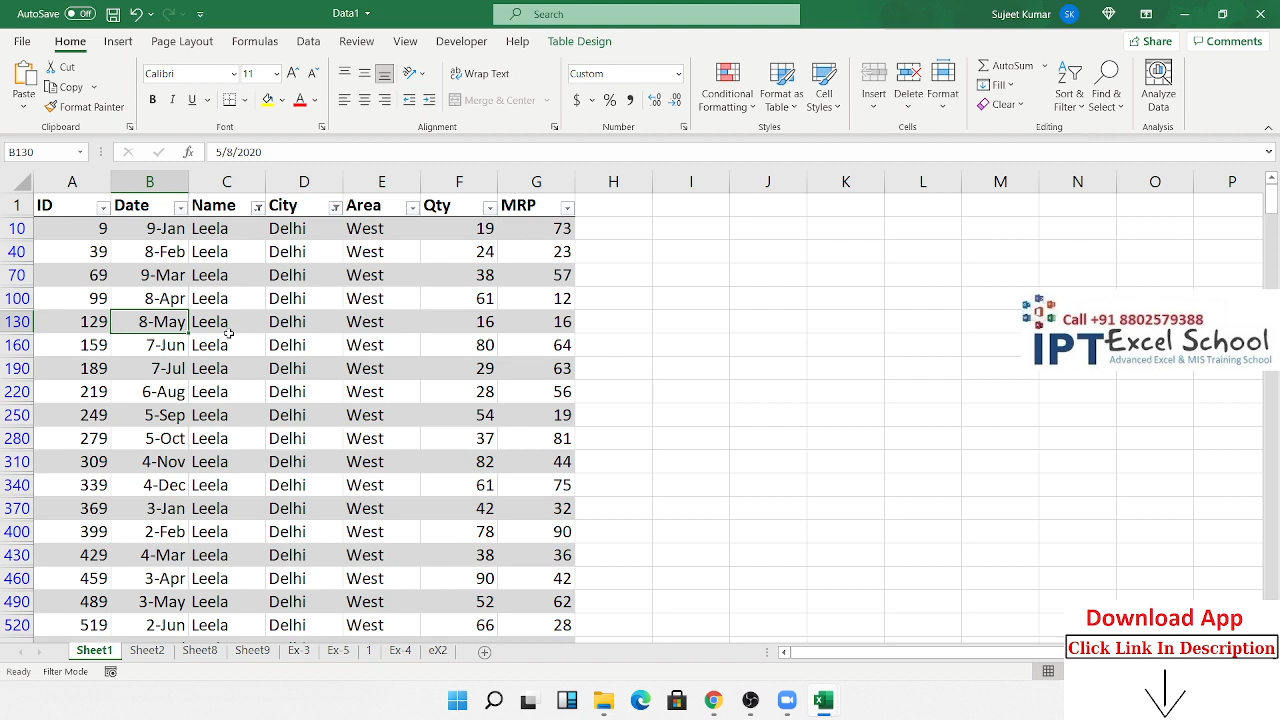 AutoSave Off
Data1
Search
Sujeet Kumar
SK
File Home Insert Page Layout Formulas Data Review View Developer Help Table Design
Share Comments
Paste
Cut
Copy
Format Painter
Clipboard
Calibri 11
B I U
Font
Wrap Text
Merge & Center
Alignment
Custom
$ % ,
Number
Conditional Formatting
Format as Table
Cell Styles
Styles
Insert Delete Format
Cells
AutoSum
Fill
Clear
Sort & Filter
Find & Select
Editing
Analyze Data
Analysis
B130 fx 5/8/2020
A B C D E F G H I J K L M N O P
1 ID Date Name City Area Qty MRP
10 9 9-Jan Leela Delhi West 19 73
40 39 8-Feb Leela Delhi West 24 23
70 69 9-Mar Leela Delhi West 38 57
100 99 8-Apr Leela Delhi West 61 12
130 129 8-May Leela Delhi West 16 16
160 159 7-Jun Leela Delhi West 80 64
190 189 7-Jul Leela Delhi West 29 63
220 219 6-Aug Leela Delhi West 28 56
250 249 5-Sep Leela Delhi West 54 19
280 279 5-Oct Leela Delhi West 37 81
310 309 4-Nov Leela Delhi West 82 44
340 339 4-Dec Leela Delhi West 61 75
370 369 3-Jan Leela Delhi West 42 32
400 399 2-Feb Leela Delhi West 78 90
430 429 4-Mar Leela Delhi West 38 36
460 459 3-Apr Leela Delhi West 90 42
490 489 3-May Leela Delhi West 52 62
520 519 2-Jun Leela Delhi West 66 28
Call +91 8802579388
IPT Excel School
Advanced Excel & MIS Training School
Download App
Click Link In Description
Sheet1 Sheet2 Sheet8 Sheet9 Ex-3 Ex-5 T Ex-4 eX2
Ready Filter Mode